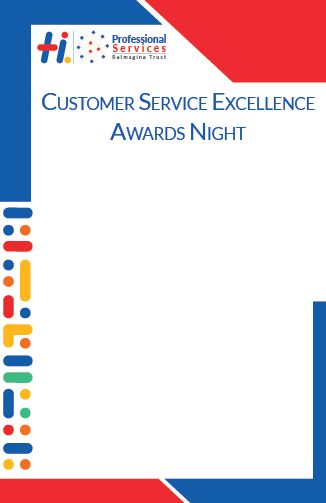 Hi. Professional
Services
ReImagine Trust
CUSTOMER SERVICE EXCELLENCE
AWARDS NIGHT